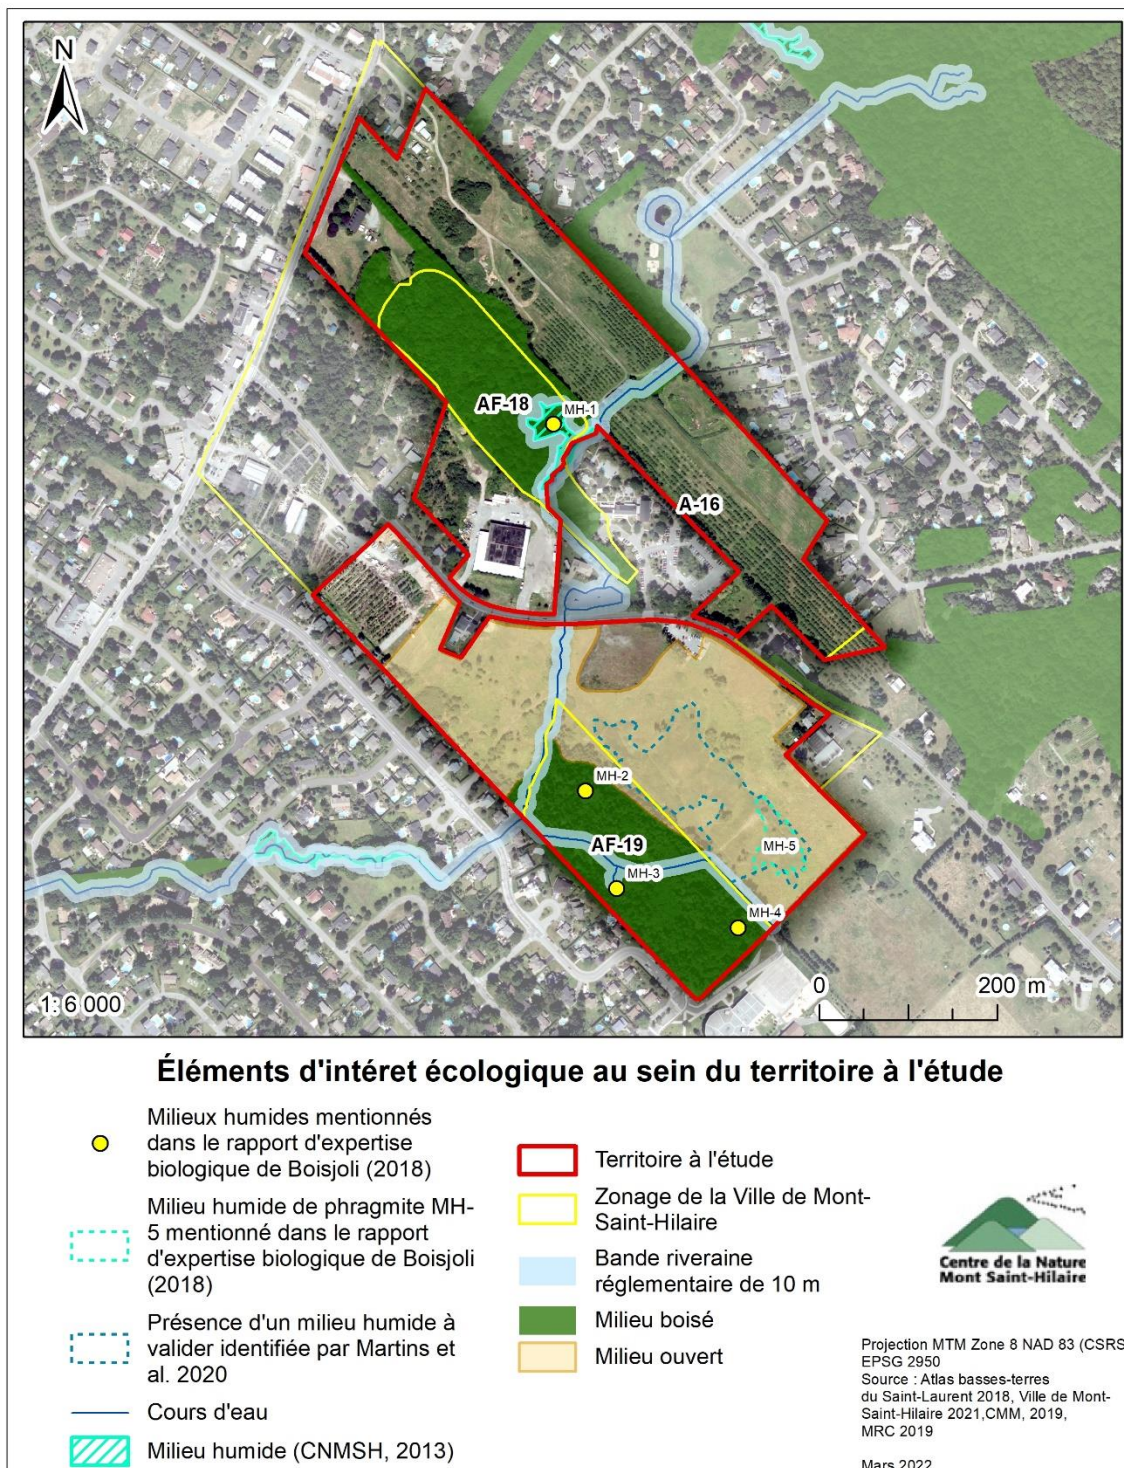 N
AF-18
MH-1
A-16
MH-2
AF-19
MH-5
MH-3
MH-4
0 200 m
1: 6 000
Éléments d'intéret écologique au sein du territoire à l'étude
Milieux humides mentionnés
dans le rapport d'expertise
biologique de Boisjoli (2018)
Milieu humide de phragmite MH-
5 mentionné dans le rapport
d'expertise biologique de Boisjoli
(2018)
Présence d'un milieu humide à
valider identifiée par Martins et
al. 2020
Cours d'eau
Milieu humide (CNMSH, 2013)
Territoire à l'étude
Zonage de la Ville de Mont-
Saint-Hilaire
Bande riveraine
réglementaire de 10 m
Milieu boisé
Milieu ouvert
Centre de la Nature
Mont Saint-Hilaire
Projection MTM Zone 8 NAD 83 (CSRS
EPSG 2950
Source : Atlas basses-terres
du Saint-Laurent 2018, Ville de Mont-
Saint-Hilaire 2021,CMM, 2019,
MRC 2019
Mars 2022